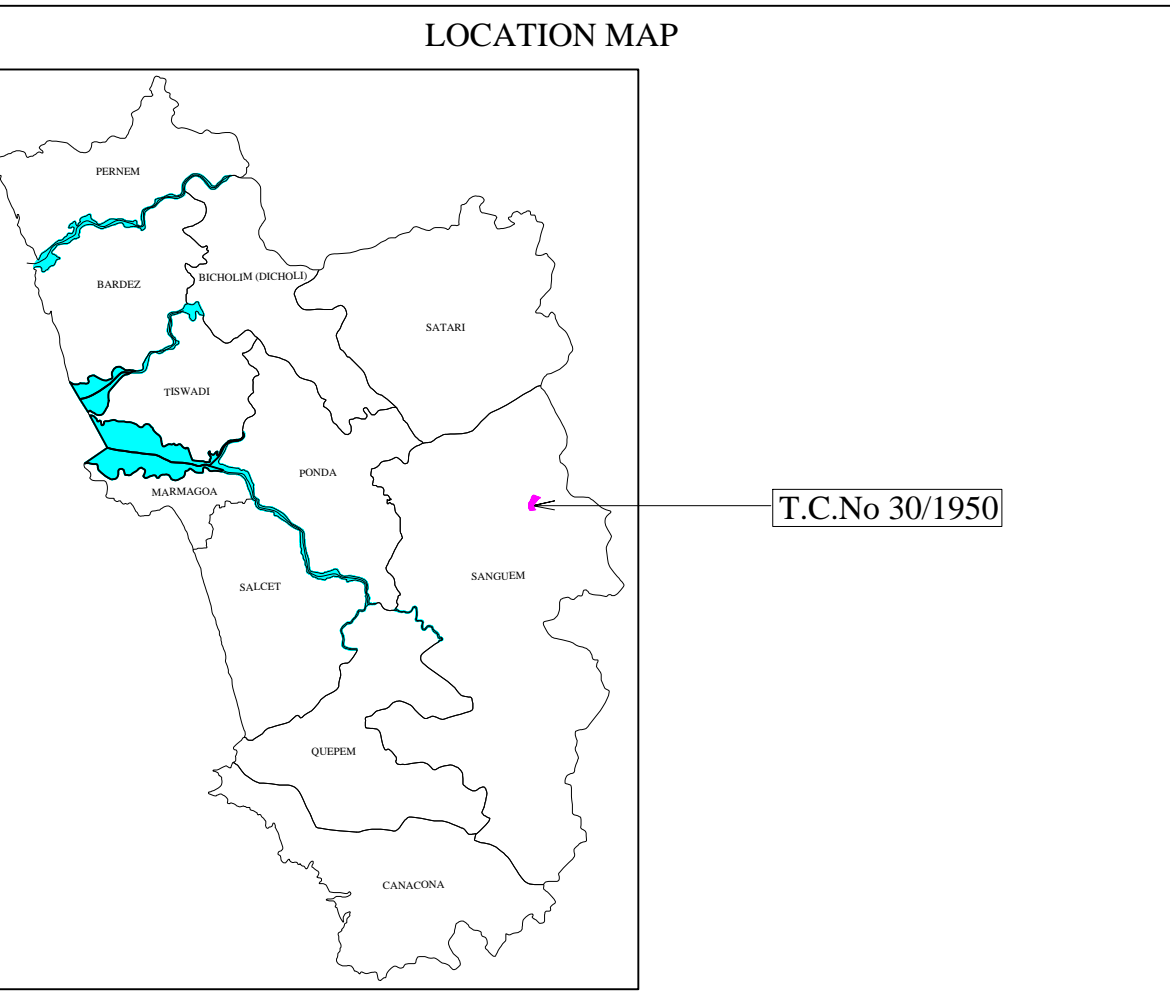 LOCATION MAP
PERNEM
BARDEZ
BICHOLIM (DICHOLI)
SATARI
TISWADI
PONDA
MARMAGOA
T.C.No 30/1950
SALCET
SANGUEM
QUEPEM
CANACONA